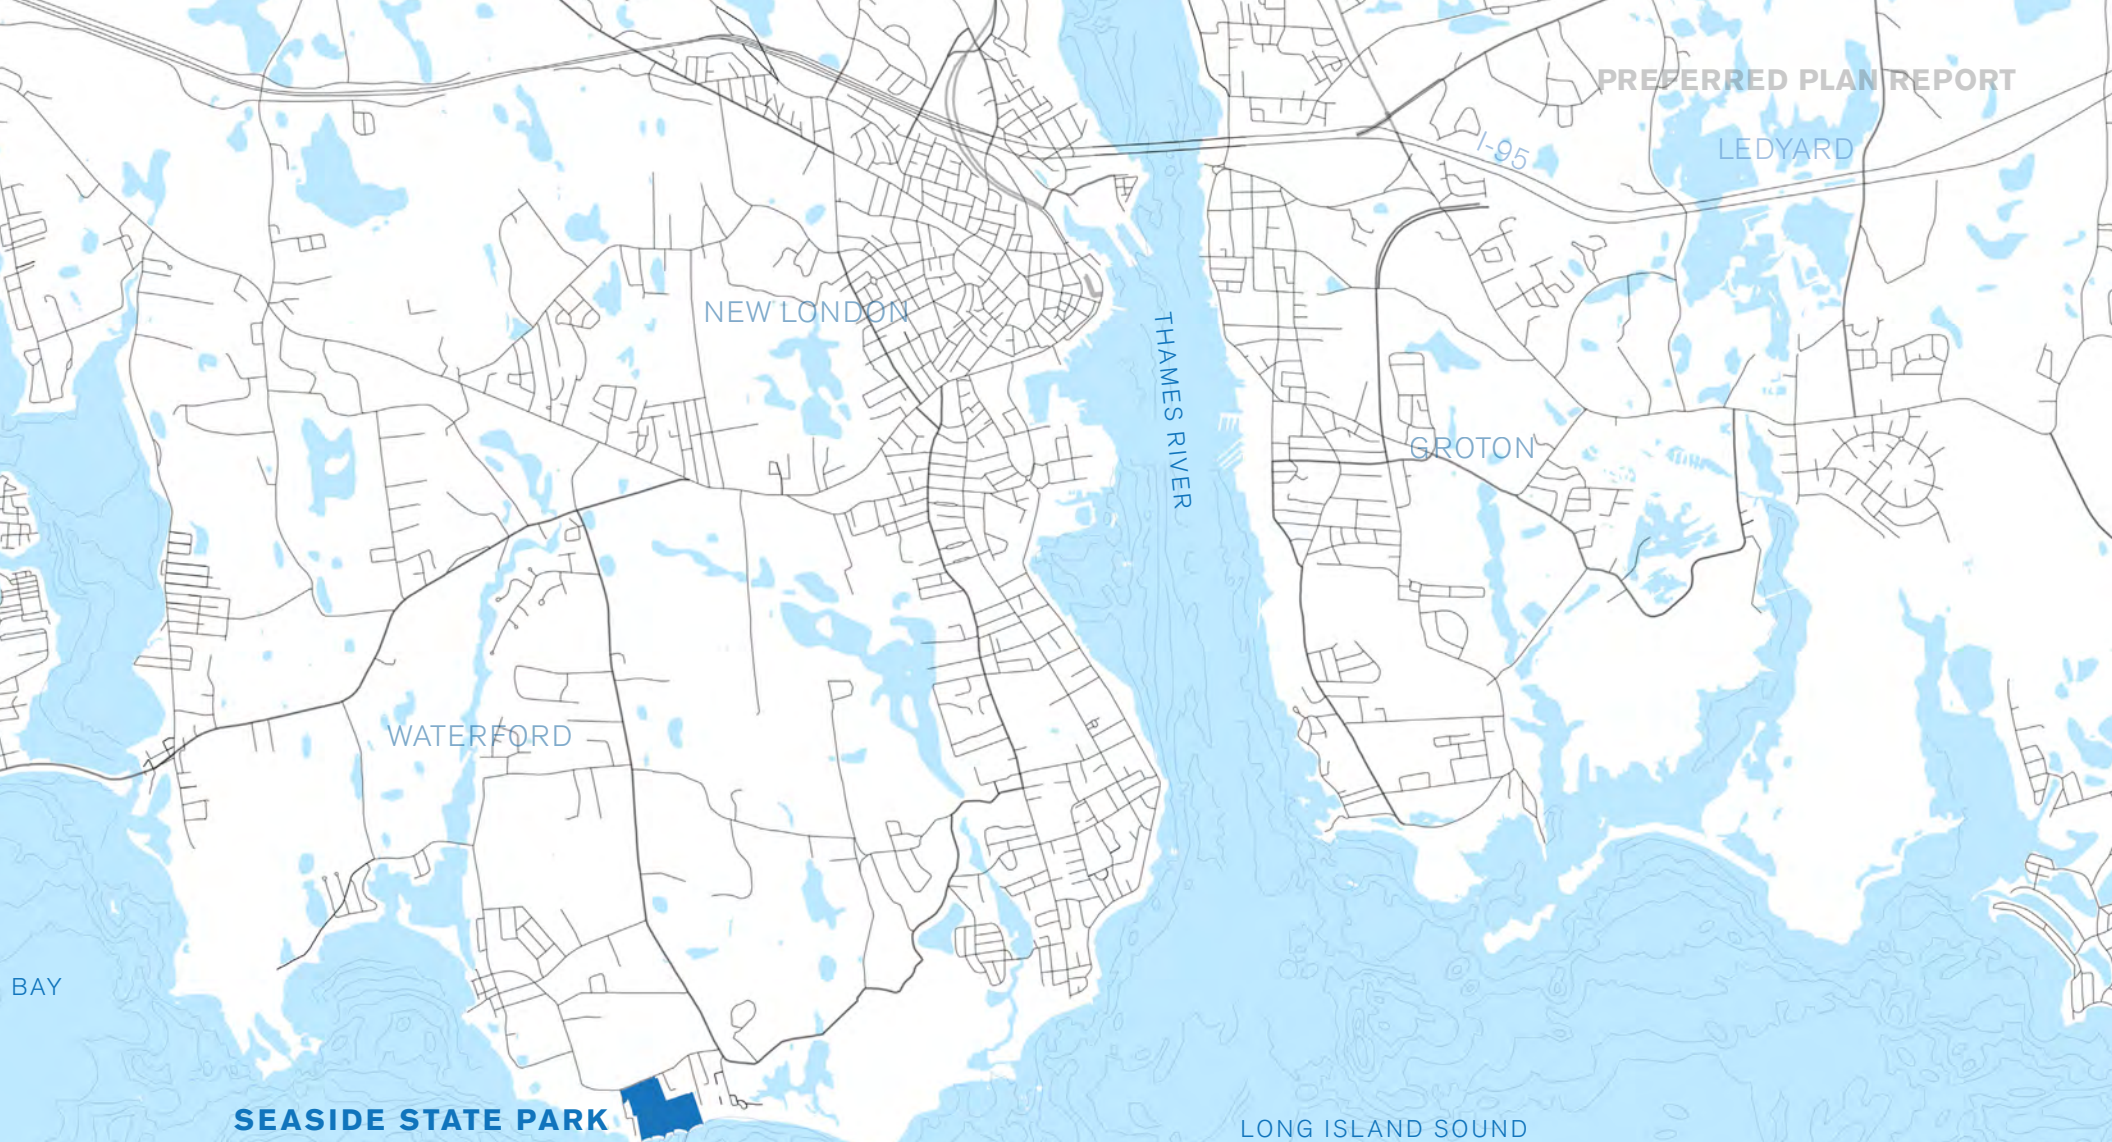 PREFERRED PLAN REPORT
I-95
LEDYARD
NEW LONDON
THAMES RIVER
GROTON
WATERFORD
BAY
SEASIDE STATE PARK
LONG ISLAND SOUND